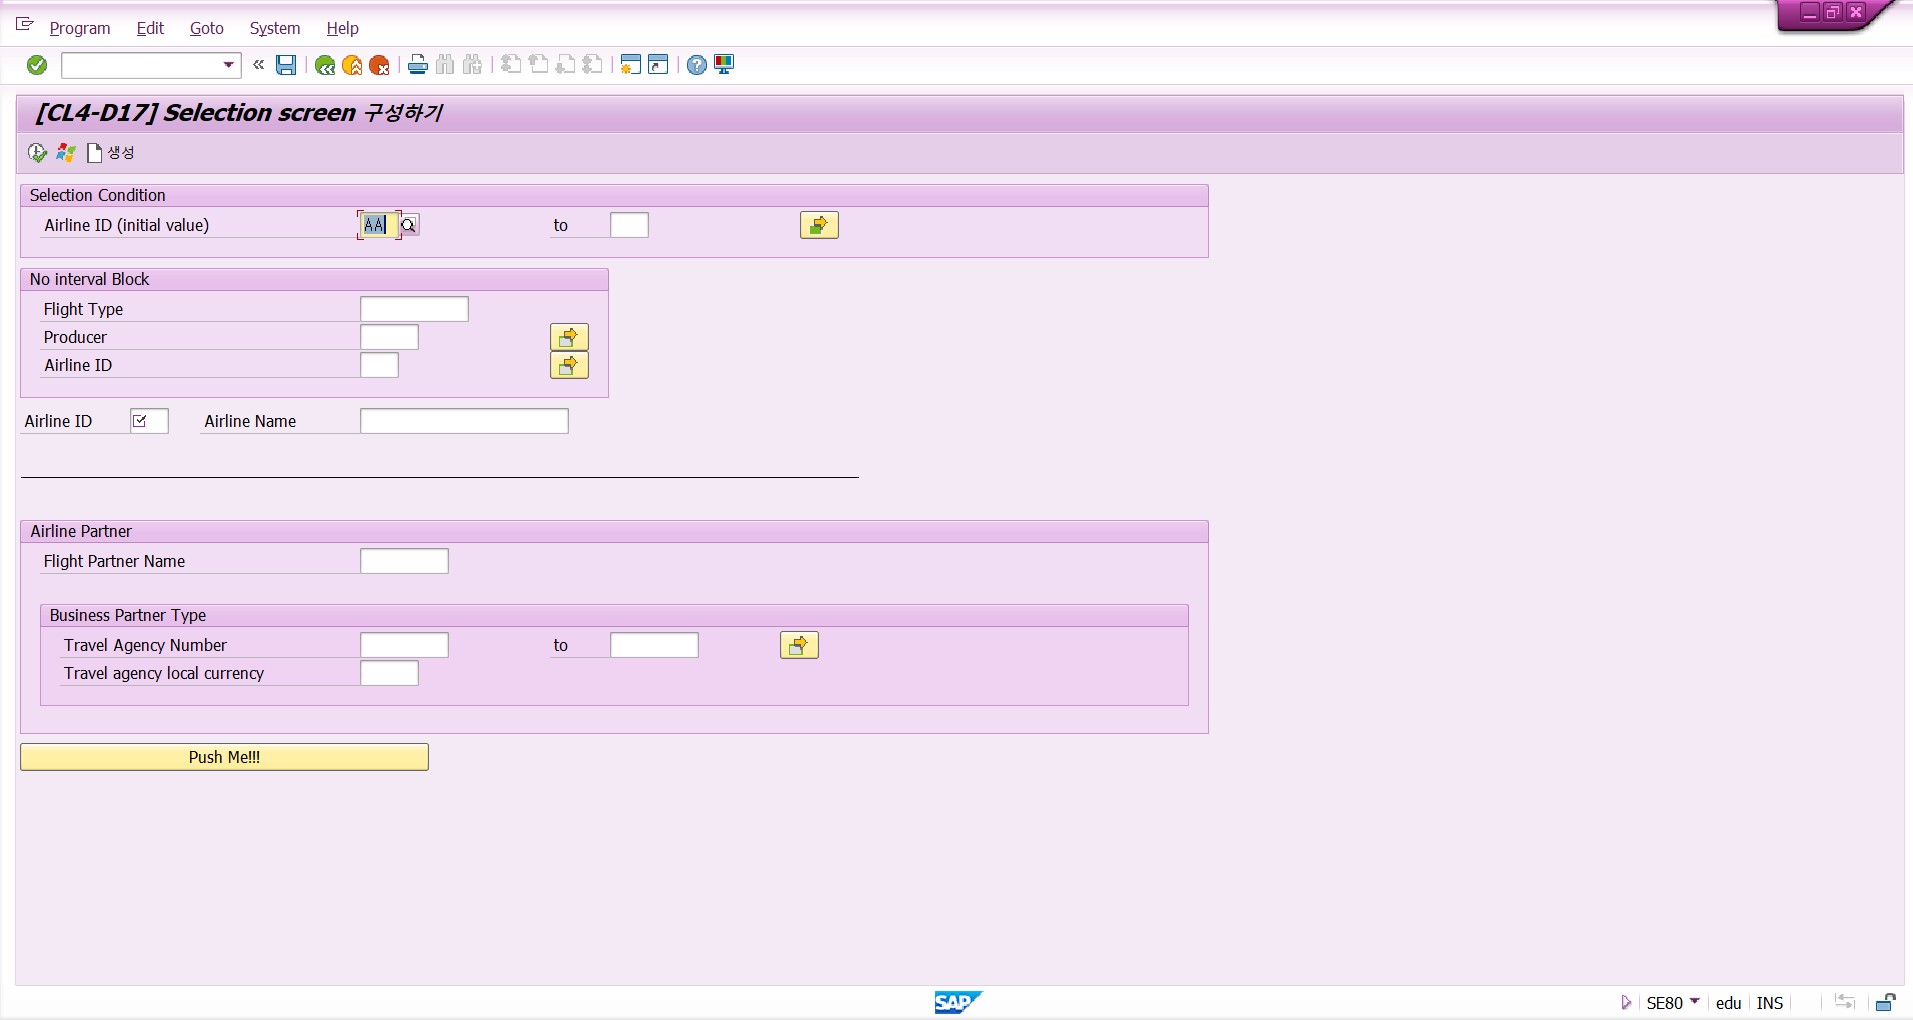 Program Edit Goto System Help
[CL4-D17] Selection screen 구성하기
생성
Selection Condition
Airline ID (initial value) AA to
No interval Block
Flight Type
Producer
Airline ID
Airline ID Airline Name
Airline Partner
Flight Partner Name
Business Partner Type
Travel Agency Number to
Travel agency local currency
Push Me!!!
SAP SE80 edu INS